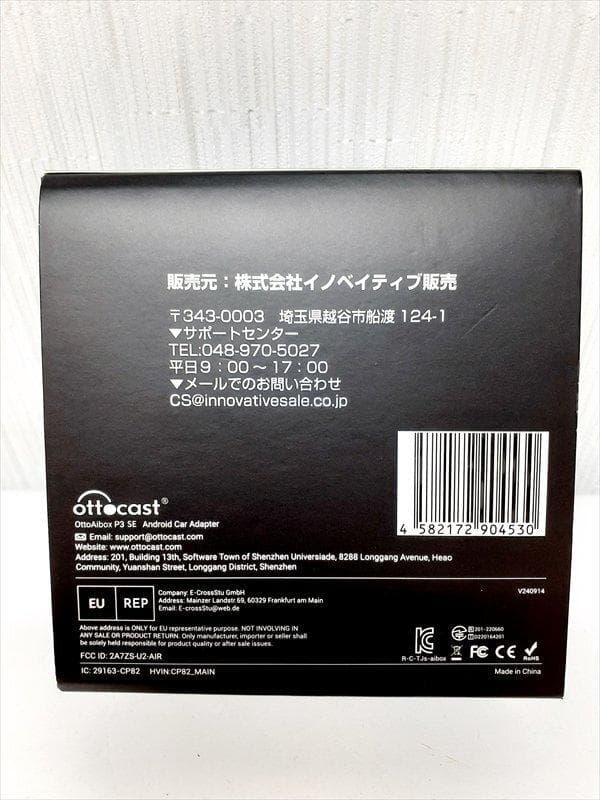 販売元：株式会社イノベイティブ販売
〒343-0003 埼玉県越谷市船渡 124-1
▼サポートセンター
TEL:048-970-5027
平日9：00～17：00
▼メールでのお問い合わせ
CS@innovativesale.co.jp
4 582172 904530
ottocast®
OttoAibox P3 SE Android Car Adapter
Email: support@ottocast.com
Website: www.ottocast.com
Address: 201, Building 13th, Software Town of Shenzhen Universiade, 8288 Longgang Avenue, Heao
Community, Yuanshan Street, Longgang District, Shenzhen
V240914
EU REP
Company: E-CrossStu GmbH
Address: Mainzer Landstr.69, 60329 Frankfurt am Main
Email: E-crossStu@web.de
Above address is ONLY for EU representative purpose. NOT INVOLVING IN
ANY SALE OR PRODUCT RETURN. Only manufacturer, importer or seller shall
be solely held responsible for product quality or after sale issues.
FCC ID: 2A7ZS-U2-AIR
IC: 29163-CP82 HVIN:CP82_MAIN
R-C-TJs-aibox
R 201-220660
T D220164201
FC CE
RoHS
Made in China